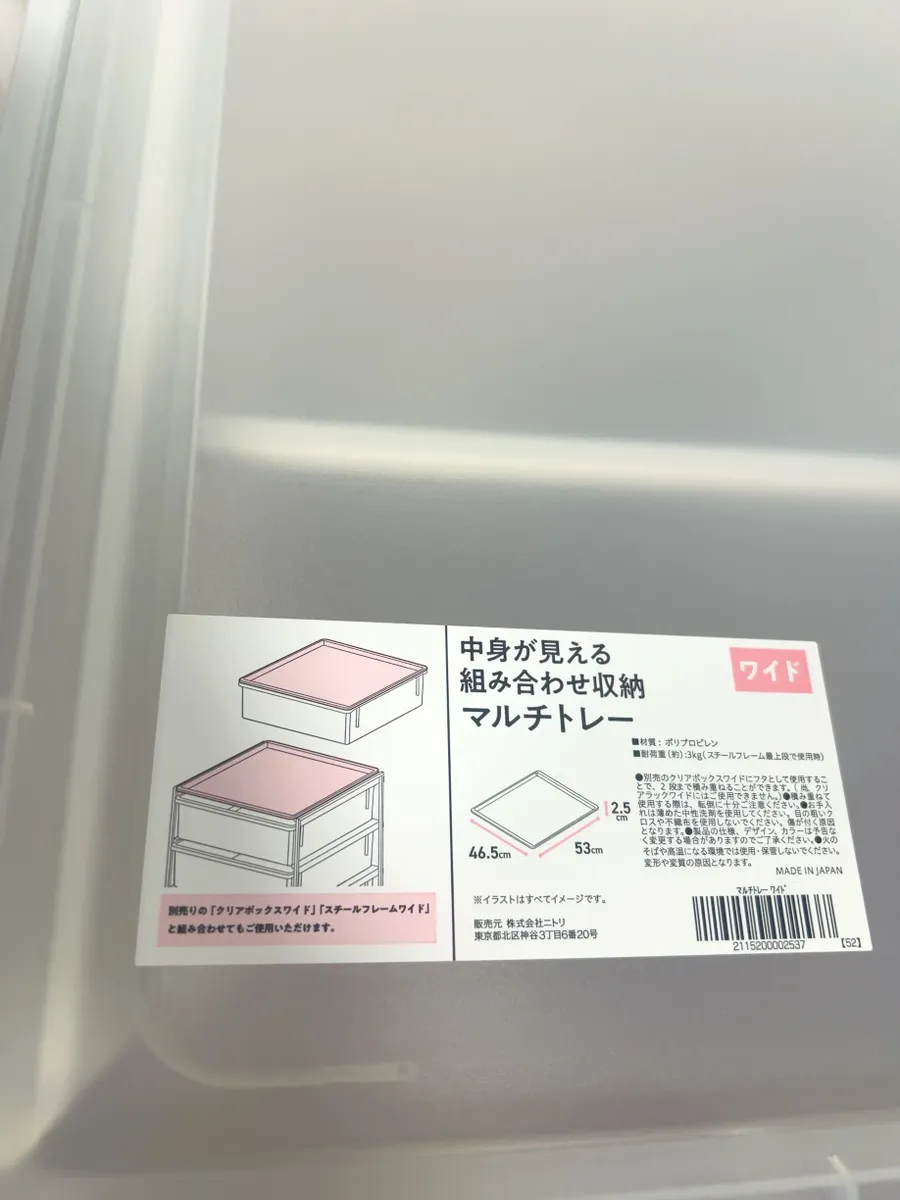 中身が見える
組み合わせ収納
マルチトレー
ワイド
■材質：ポリプロピレン
■耐荷重(約):3kg(スチールフレーム最上段で使用時)
●別売のクリアボックスワイドにフタとして使用するこ
とで、2段まで積み重ねることができます。(尚、クリ
アラックワイドにはご使用できません。)●積み重ねて
使用する際は、転倒に十分ご注意ください。●お手入
れは薄めた中性洗剤を使用してください。目の粗いク
ロスや不織布を使用しないでください。傷が付く原因
となります。●製品の仕様、デザイン、カラーは予告な
く変更する場合がありますのでご了承ください。●火の
そばや高温になる環境では使用・保管しないでください。
変形や変質の原因となります。
MADE IN JAPAN
2.5
cm
46.5cm
53cm
※イラストはすべてイメージです。
販売元 株式会社ニトリ
東京都北区神谷3丁目6番20号
マルチトレー ワイド
2115200002537
【52】
別売りの「クリアボックスワイド」「スチールフレームワイド」
と組み合わせてもご使用いただけます。